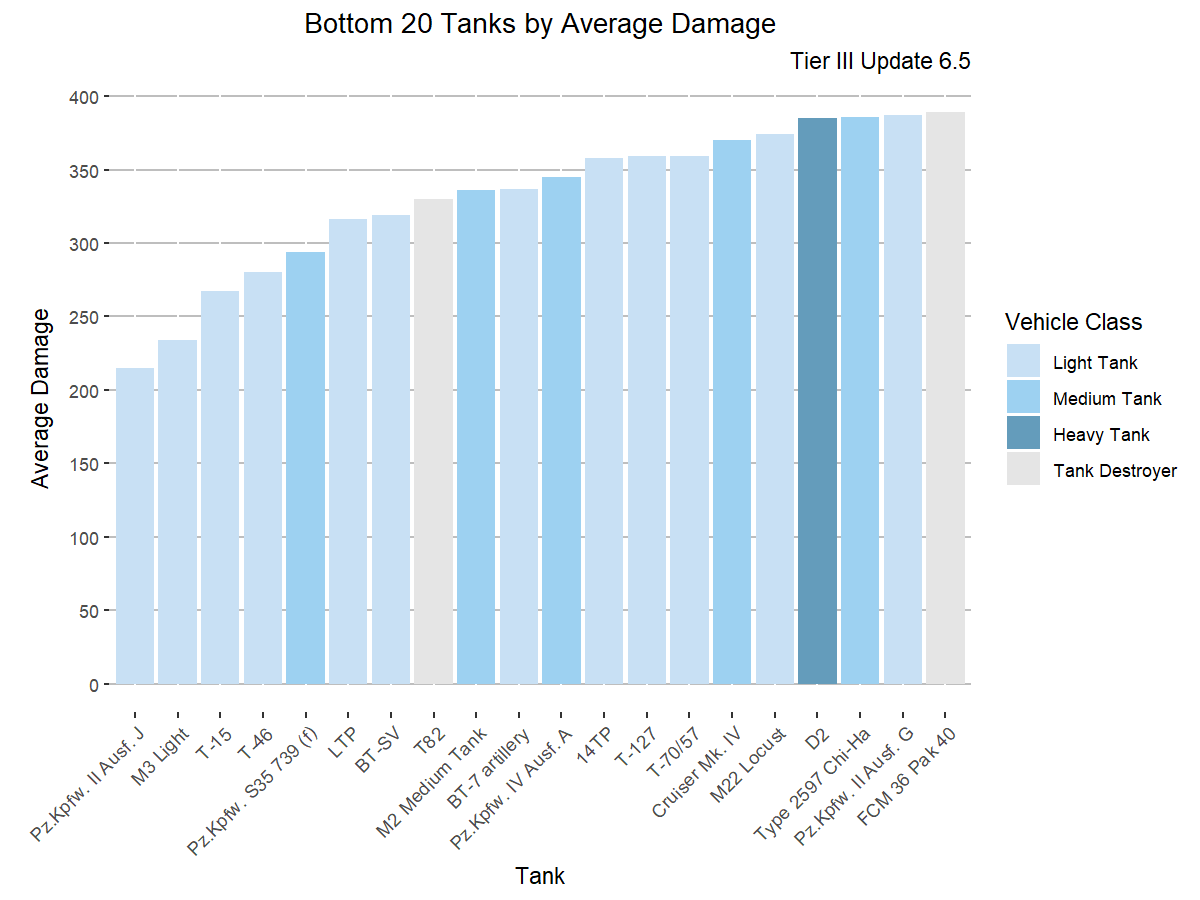 Bottom 20 Tanks by Average Damage
Tier III Update 6.5
400
350
300
250
200
150
100
50
0
Average Damage
Pz.Kpfw. II Ausf. J
M3 Light
T-15
T-46
Pz.Kpfw. S35 739 (f)
LTP
BT-SV
T82
M2 Medium Tank
BT-7 artillery
Pz.Kpfw. IV Ausf. A
14TP
T-127
T-70/57
Cruiser Mk. IV
M22 Locust
D2
Type 2597 Chi-Ha
Pz.Kpfw. II Ausf. G
FCM 36 Pak 40
Tank
Vehicle Class
Light Tank
Medium Tank
Heavy Tank
Tank Destroyer